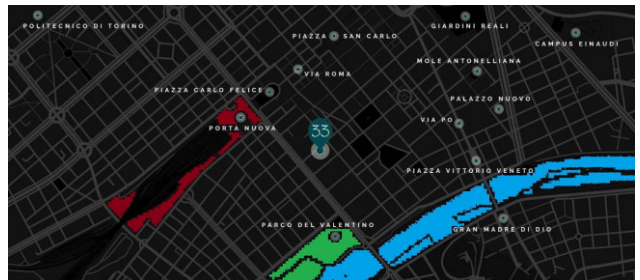 POLITECNICO DI TORINO
GIARDINI REALI
PIAZZA SAN CARLO
CAMPUS EINAUDI
MOLE ANTONELLIANA
VIA ROMA
PIAZZA CARLO FELICE
PALAZZO NUOVO
PORTA NUOVA
33
VIA PO
PIAZZA VITTORIO VENETO
PARCO DEL VALENTINO
GRAN MADRE DI DIO